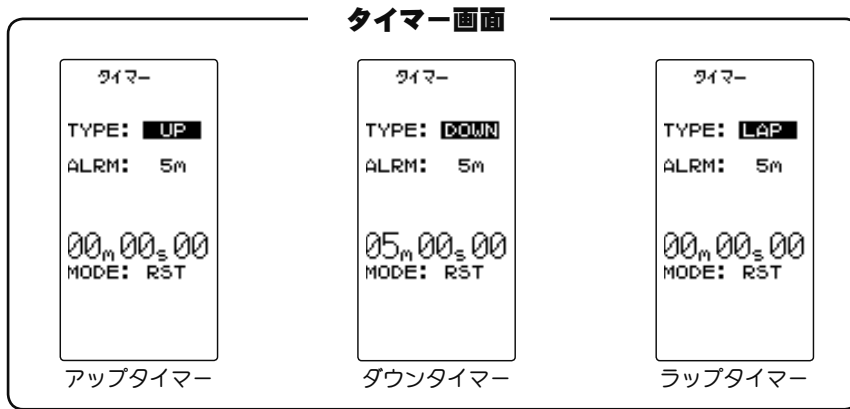 タイマー画面
タイマー
TYPE: UP
ALRM: 5m
00m00s00
MODE: RST
アップタイマー
タイマー
TYPE: DOWN
ALRM: 5m
05m00s00
MODE: RST
ダウンタイマー
タイマー
TYPE: LAP
ALRM: 5m
00m00s00
MODE: RST
ラップタイマー